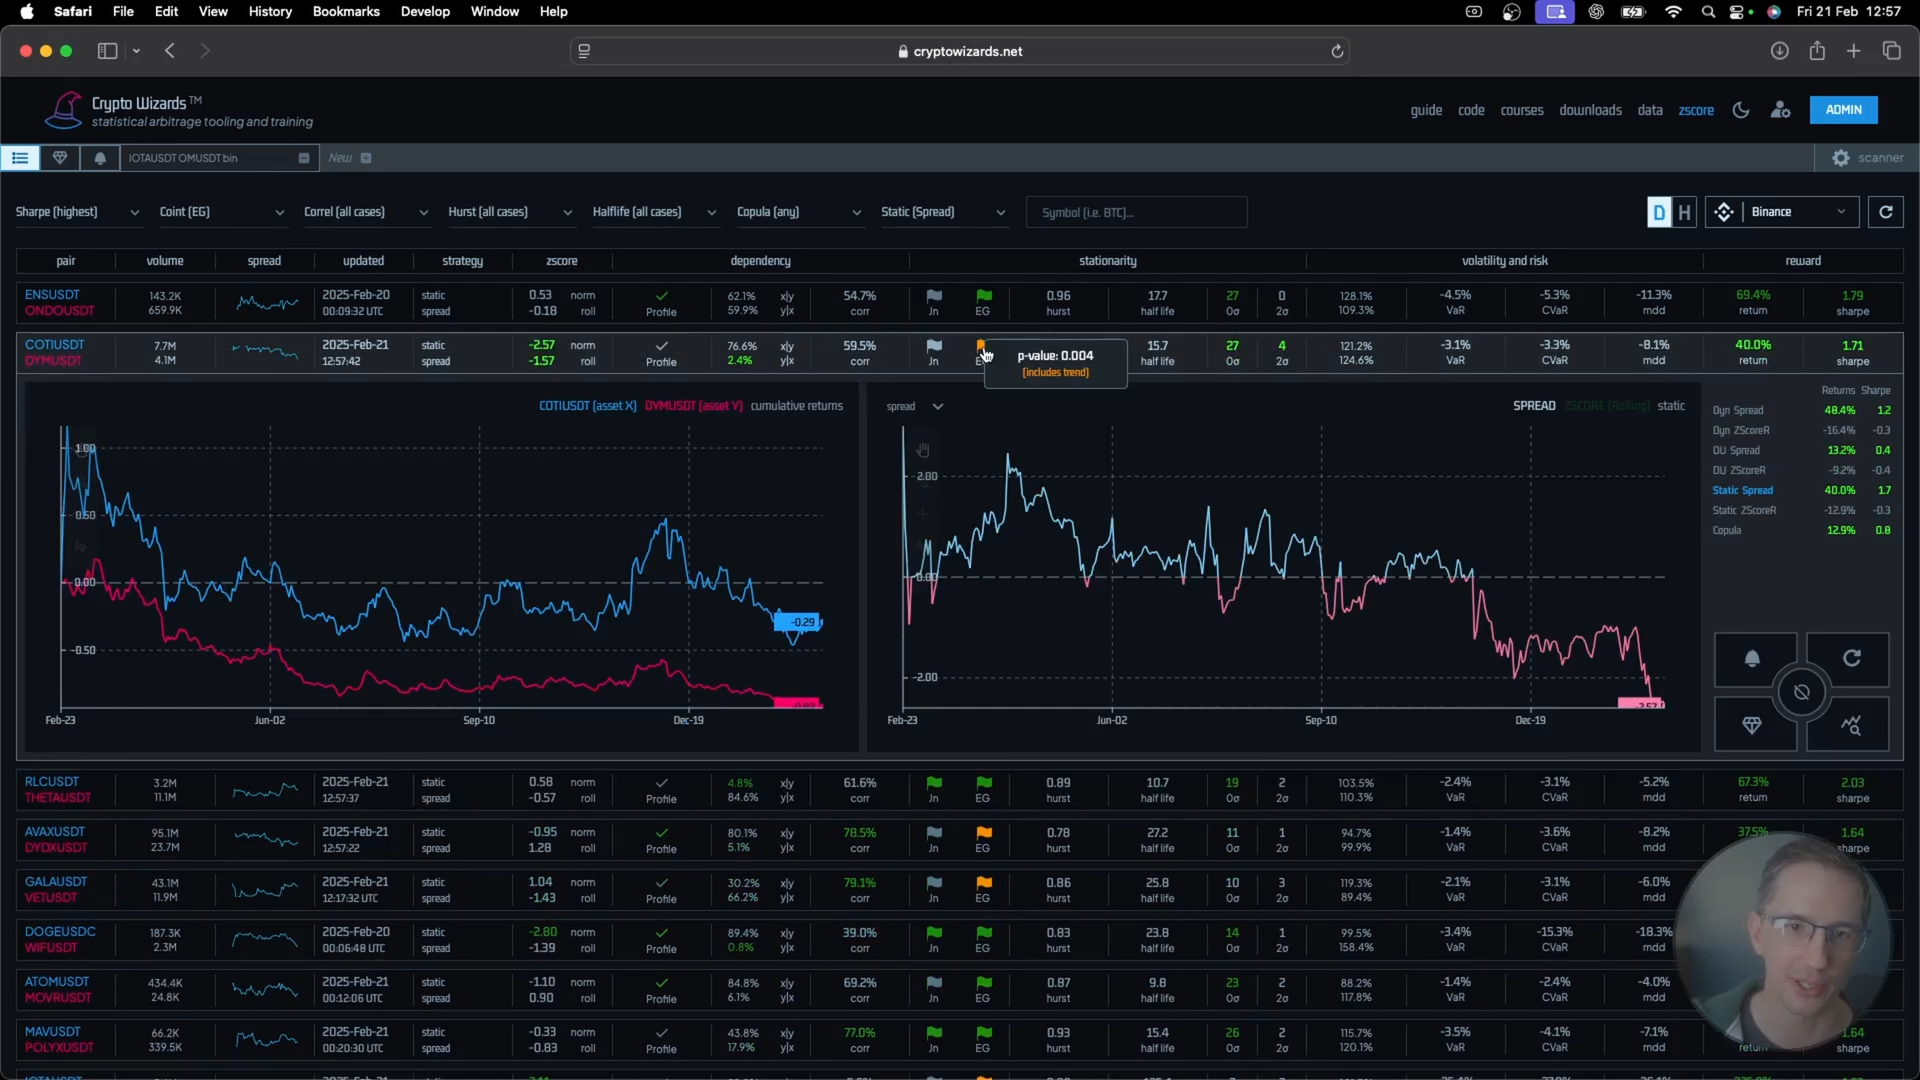 Safari File Edit View History Bookmarks Develop Window Help Fri 21 Feb 12:57
cryptowizards.net
Crypto Wizards™
statistical arbitrage tooling and training
guide code courses downloads data zscore ADMIN
IOTAUSDT OMUSDT bin New scanner
Sharpe (highest) Coint (EG) Correl (all cases) Hurst (all cases) Halflife (all cases) Copula (any) Static (Spread) Symbol (i.e. BTC)... D H Binance
pair volume spread updated strategy zscore dependency stationarity volatility and risk reward
ENSUSDT 143.2K 2025-Feb-20 static 0.53 norm 62.1% x|y 54.7% 0.96 17.7 27 0 128.1% -4.5% -5.3% -11.3% 69.4% 1.79
ONDOUSDT 659.9K 00:09:32 UTC spread -0.18 roll Profile 59.9% y|x corr Jn EG hurst half life 0σ 2σ 109.3% VaR CVaR mdd return sharpe
COTIUSDT 7.7M 2025-Feb-21 static -2.57 norm 76.6% x|y 59.5% p-value: 0.004 15.7 27 4 121.2% -3.1% -3.3% -8.1% 40.0% 1.71
DYMUSDT 4.1M 12:57:42 spread -1.57 roll Profile 2.4% y|x corr Jn [includes trend] half life 0σ 2σ 124.6% VaR CVaR mdd return sharpe
COTIUSDT (asset X) DYMUSDT (asset Y) cumulative returns
1.00
0.50
0.00
-0.50
-0.29
Feb-23 Jun-02 Sep-10 Dec-19
spread SPREAD ZSCORE (Rolling) static
2.00
0.00
-2.00
Feb-23 Jun-02 Sep-10 Dec-19
Returns Sharpe
Dyn Spread 48.4% 1.2
Dyn ZScoreR -16.4% -0.3
OU Spread 13.2% 0.4
OU ZScoreR -9.2% -0.4
Static Spread 40.0% 1.7
Static ZScoreR -12.9% -0.3
Copula 12.9% 0.8
RLCUSDT 3.2M 2025-Feb-21 static 0.58 norm 4.8% x|y 61.6% 0.89 10.7 19 2 103.5% -2.4% -3.1% -5.2% 67.3% 2.03
THETAUSDT 11.1M 12:57:37 spread -0.57 roll Profile 84.6% y|x corr Jn EG hurst half life 0σ 2σ 110.3% VaR CVaR mdd return sharpe
AVAXUSDT 95.1M 2025-Feb-21 static -0.95 norm 80.1% x|y 78.5% 0.78 27.2 11 1 94.7% -1.4% -3.6% -8.2% 37.5% 1.64
DYDXUSDT 23.7M 12:57:22 spread 1.28 roll Profile 5.1% y|x corr Jn EG hurst half life 0σ 2σ 99.9% VaR CVaR mdd sharpe
GALAUSDT 43.1M 2025-Feb-21 static 1.04 norm 30.2% x|y 79.1% 0.86 25.8 10 3 119.3% -2.1% -3.1% -6.0%
VETUSDT 11.9M 12:17:32 UTC spread -1.43 roll Profile 66.2% y|x corr Jn EG hurst half life 0σ 2σ 89.4% VaR CVaR mdd
DOGEUSDC 187.3K 2025-Feb-20 static -2.80 norm 89.4% x|y 39.0% 0.83 23.8 14 1 99.5% -3.4% -15.3% -18.3%
WIFUSDT 2.3M 00:06:48 UTC spread -1.39 roll Profile 0.8% y|x corr Jn EG hurst half life 0σ 2σ 158.4% VaR CVaR mdd
ATOMUSDT 434.4K 2025-Feb-21 static -1.10 norm 84.8% x|y 69.2% 0.87 9.8 23 2 88.2% -1.4% -2.4% -4.0%
MOVRUSDT 24.8K 00:12:06 UTC spread 0.90 roll Profile 6.1% y|x corr Jn EG hurst half life 0σ 2σ 117.8% VaR CVaR mdd
MAVUSDT 66.2K 2025-Feb-21 static -0.33 norm 43.8% x|y 77.0% 0.93 15.4 26 2 115.7% -3.5% -4.1% -7.1% 1.64
POLYXUSDT 339.5K 00:20:30 UTC spread -0.83 roll Profile 17.9% y|x corr Jn EG hurst half life 0σ 2σ 120.1% VaR CVaR mdd return sharpe